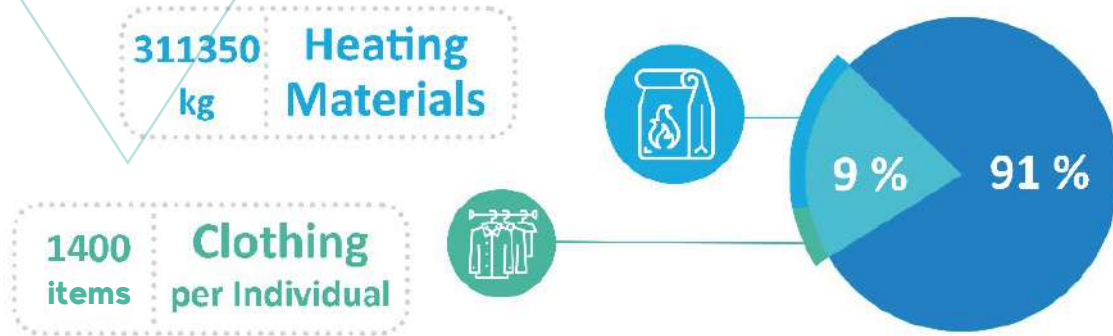 311350
kg
Heating
Materials
9 %
91 %
1400
items
Clothing
per Individual